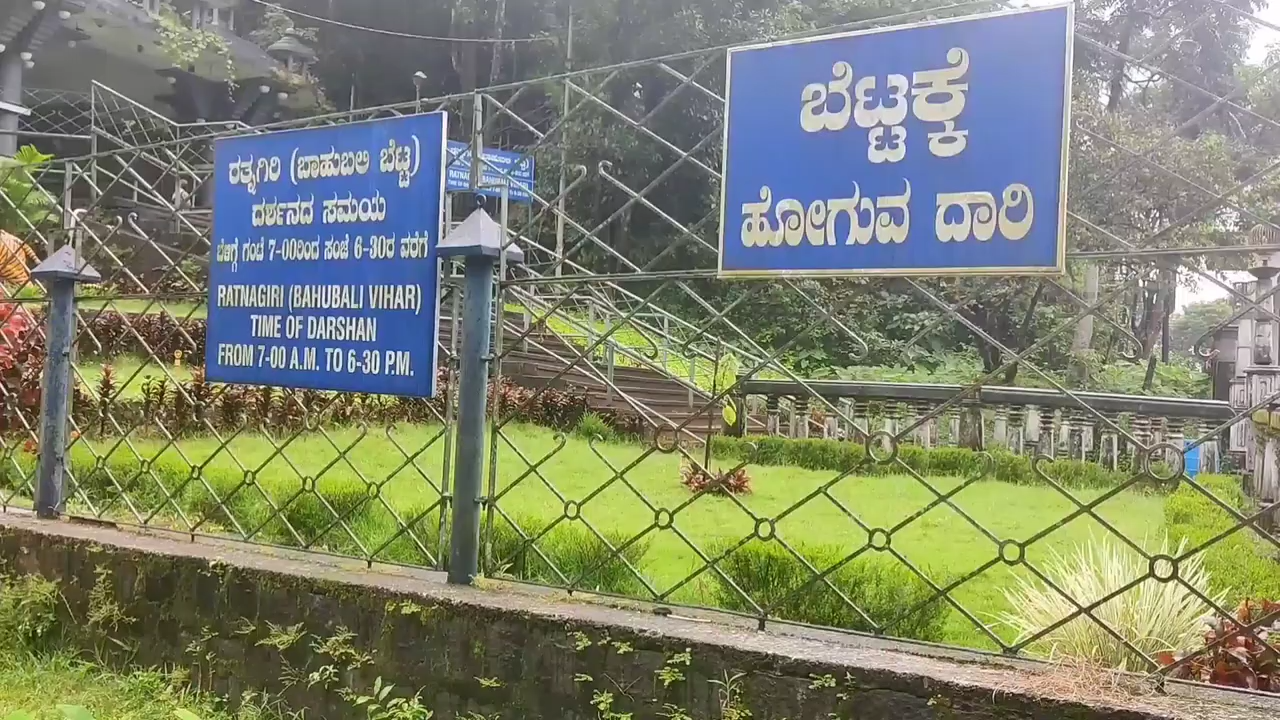 ರತ್ನಗಿರಿ (ಬಾಹುಬಲಿ ಬೆಟ್ಟ)
ದರ್ಶನದ ಸಮಯ
ಬೆಳಿಗ್ಗೆ ಗಂಟೆ 7-00ರಿಂದ ಸಂಜೆ 6-30ರ ವರೆಗೆ
RATNAGIRI (BAHUBALI VIHAR)
TIME OF DARSHAN
FROM 7-00 A.M. TO 6-30 P.M.
ಬೆಟ್ಟಕ್ಕೆ
ಹೋಗುವ ದಾರಿ